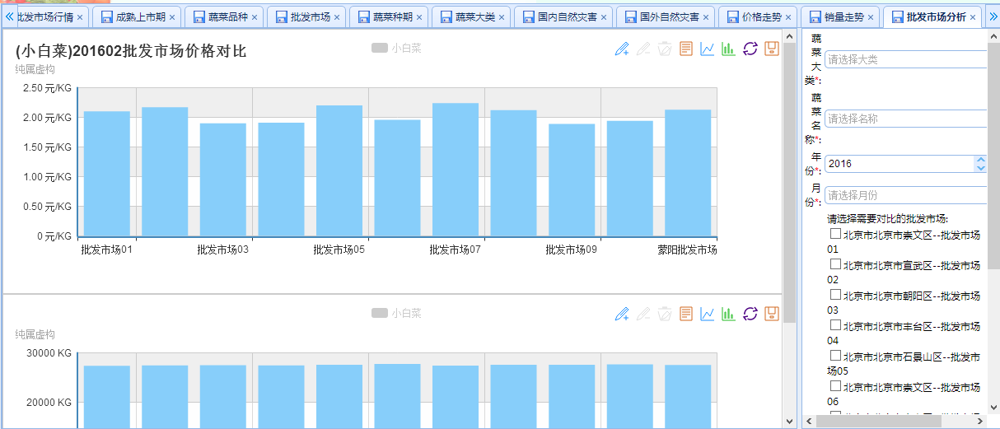 批发市场行情
成熟上市期
蔬菜品种
批发市场
蔬菜种期
蔬菜大类
国内自然灾害
国外自然灾害
价格走势
销量走势
批发市场分析
(小白菜)201602批发市场价格对比
小白菜
纯属虚构
2.50 元/KG
2.00 元/KG
1.50 元/KG
1.00 元/KG
0.50 元/KG
0 元/KG
批发市场01
批发市场03
批发市场05
批发市场07
批发市场09
蒙阳批发市场
小白菜
纯属虚构
30000 KG
20000 KG
蔬
菜
大
类*:
请选择大类
蔬
菜
名
称*:
请选择名称
年
份*:
2016
月
份*:
请选择月份
请选择需要对比的批发市场:
北京市北京市崇文区--批发市场
01
北京市北京市宣武区--批发市场
02
北京市北京市朝阳区--批发市场
03
北京市北京市丰台区--批发市场
04
北京市北京市石景山区--批发市
场05
北京市北京市崇文区--批发市场
06